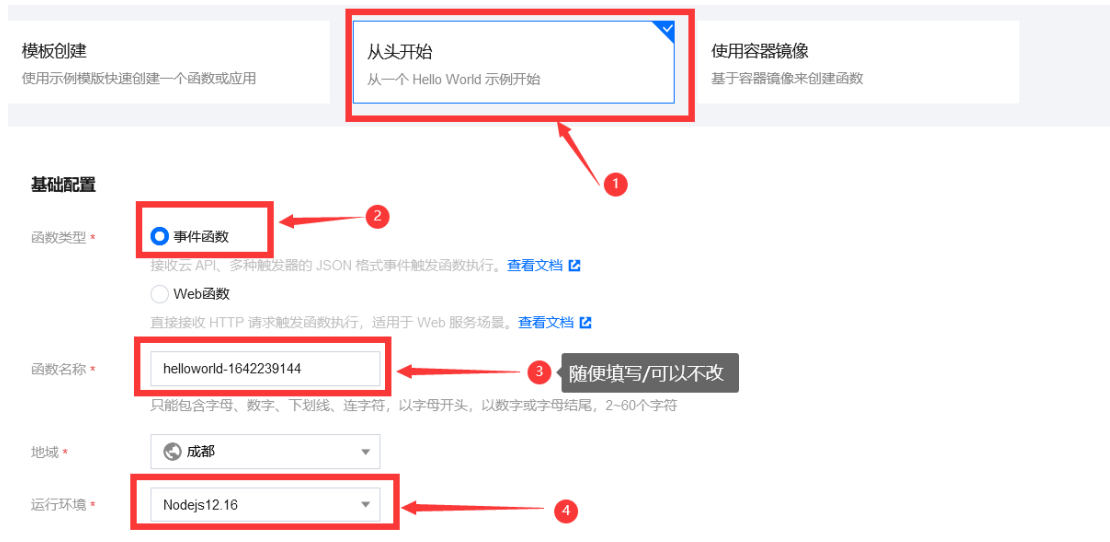 模板创建
使用示例模版快速创建一个函数或应用
从头开始
从一个 Hello World 示例开始
使用容器镜像
基于容器镜像来创建函数
1
基础配置
2
函数类型 *
事件函数
接收云 API、多种触发器的 JSON 格式事件触发函数执行。查看文档
Web函数
直接接收 HTTP 请求触发函数执行，适用于 Web 服务场景。查看文档
函数名称 *
helloworld-1642239144
3
随便填写/可以不改
只能包含字母、数字、下划线、连字符，以字母开头，以数字或字母结尾，2~60个字符
地域 *
成都
运行环境 *
Nodejs12.16
4